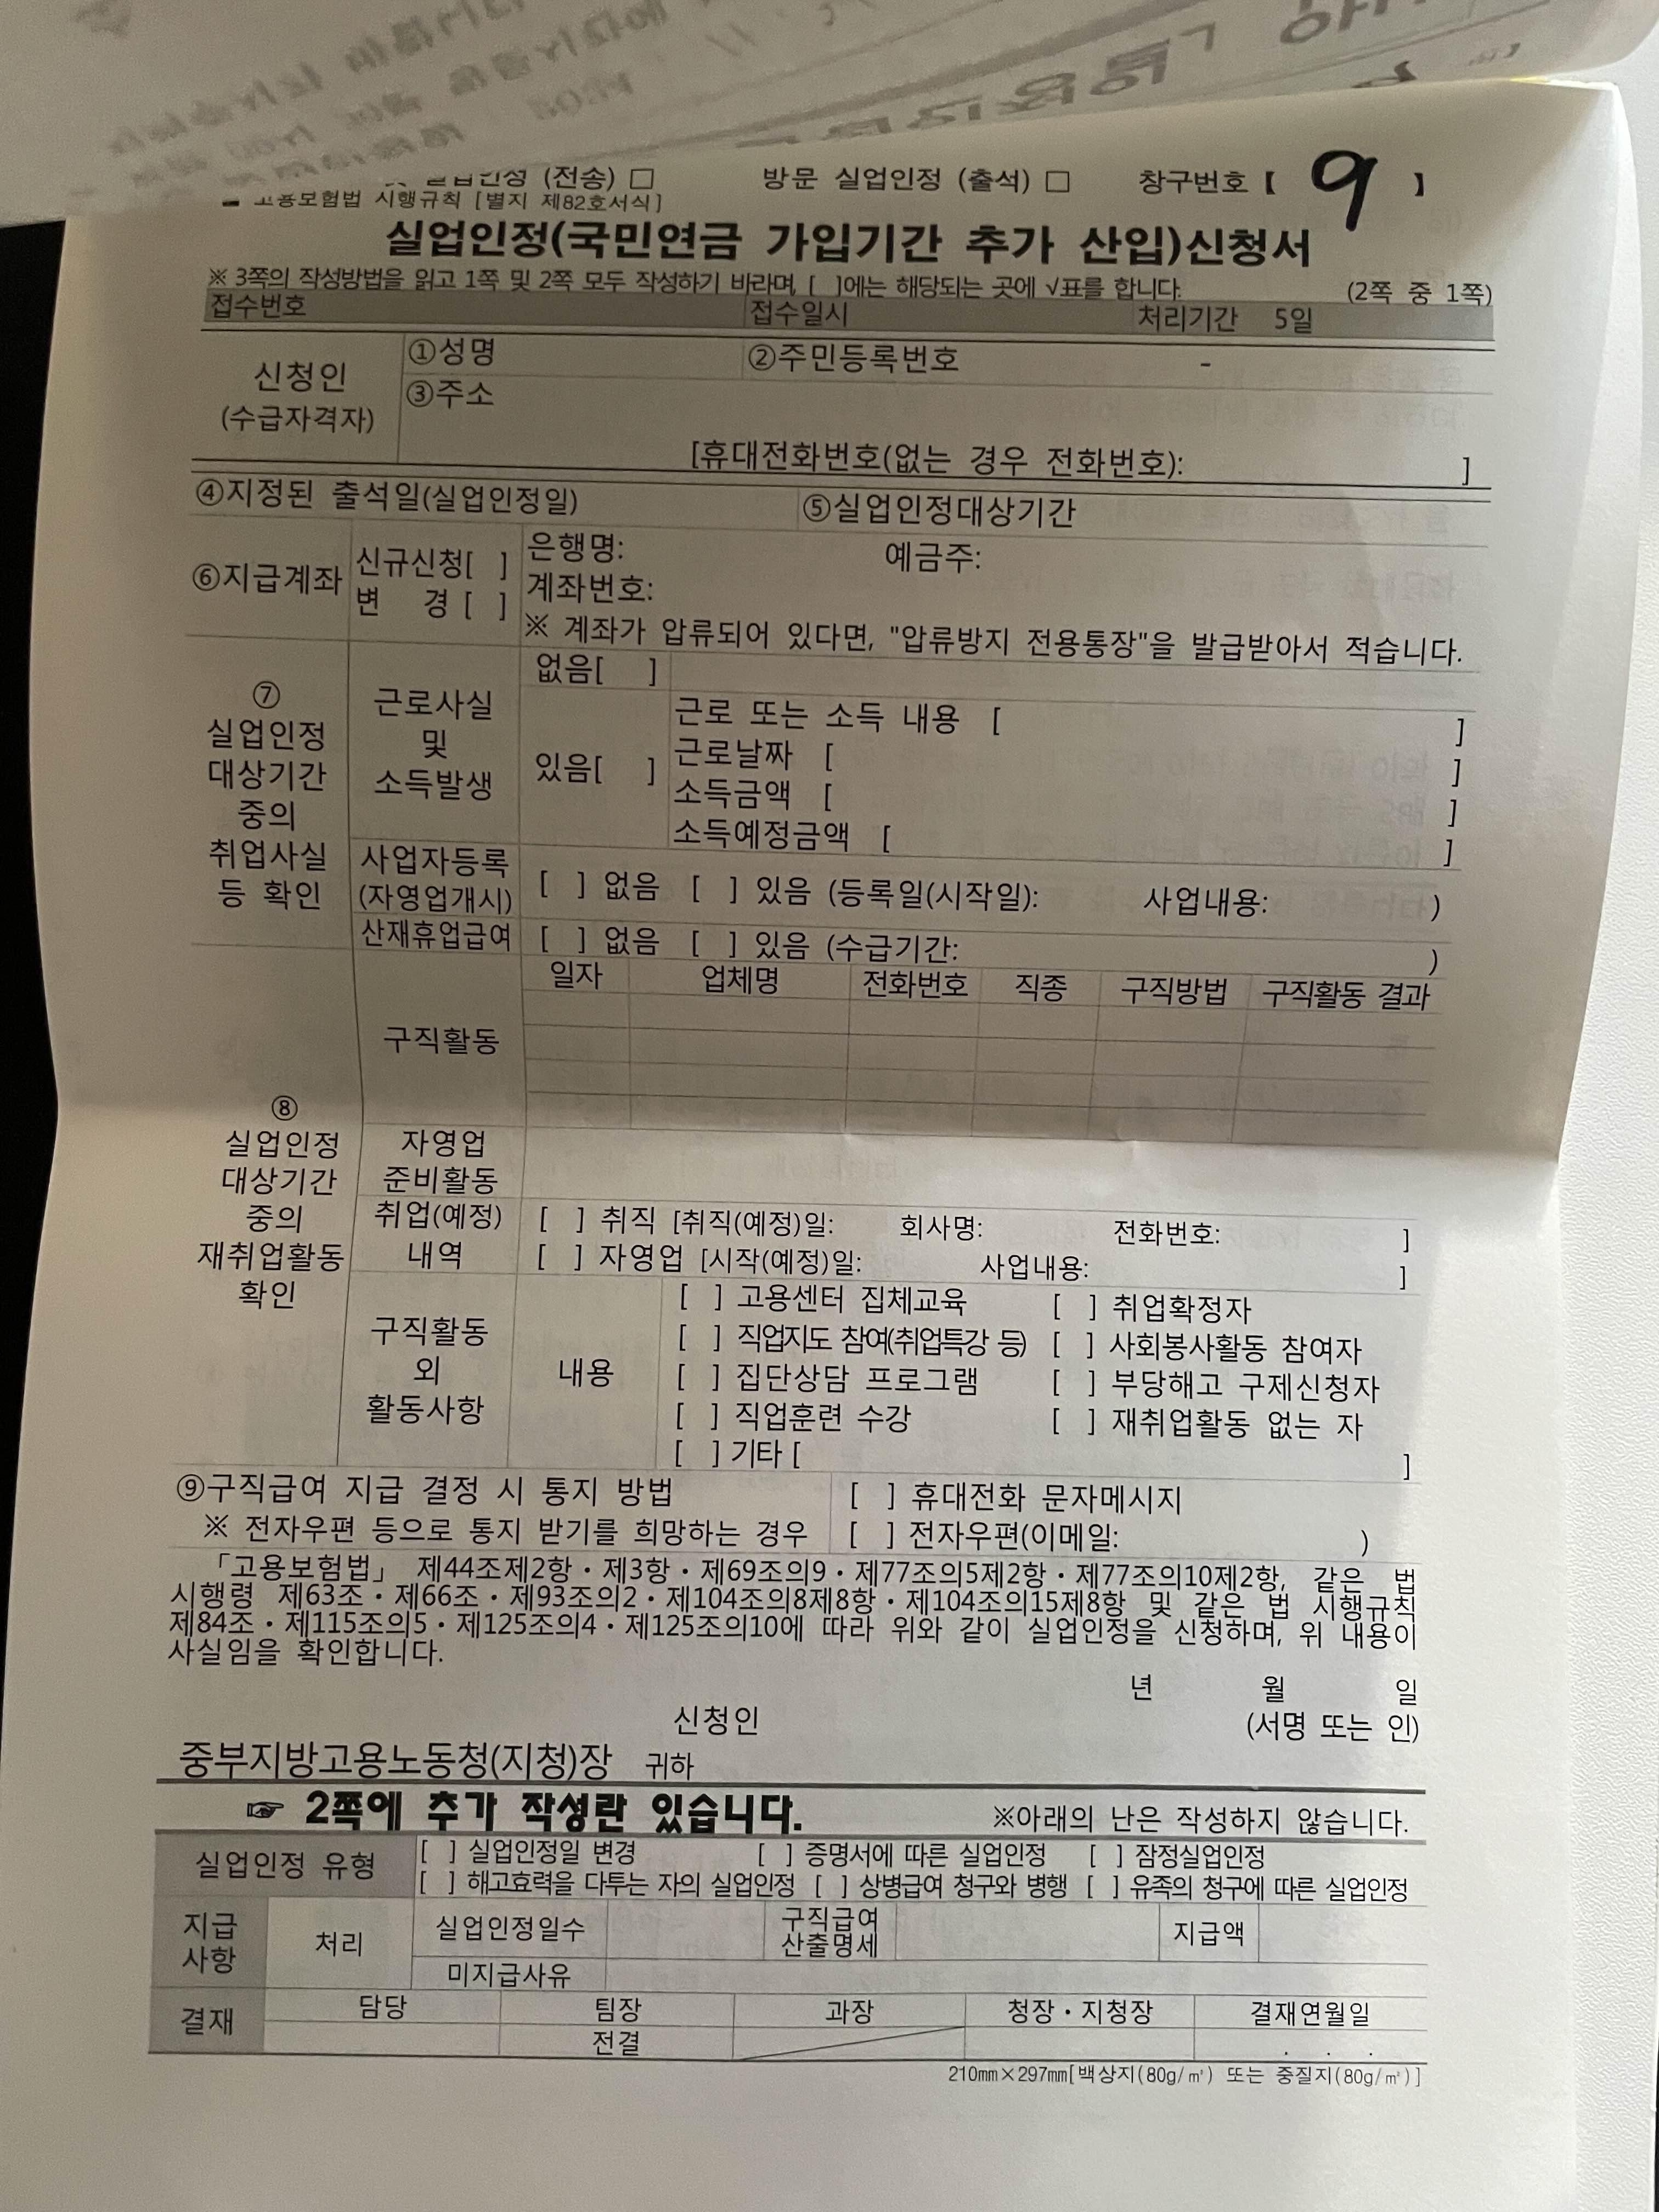 실업인정 (전송) □ 방문 실업인정 (출석) □ 창구번호【 9 】
■ 고용보험법 시행규칙 [별지 제82호서식]
실업인정(국민연금 가입기간 추가 산입)신청서
※ 3쪽의 작성방법을 읽고 1쪽 및 2쪽 모두 작성하기 바라며, [ ]에는 해당되는 곳에 √표를 합니다.
(2쪽 중 1쪽)
접수번호 접수일시 처리기간 5일
신청인
(수급자격자)
①성명 ②주민등록번호 -
③주소
[휴대전화번호(없는 경우 전화번호): ]
④지정된 출석일(실업인정일) ⑤실업인정대상기간
⑥지급계좌
신규신청[ ]
변 경 [ ]
은행명: 예금주:
계좌번호:
※ 계좌가 압류되어 있다면, "압류방지 전용통장"을 발급받아서 적습니다.
⑦
실업인정
대상기간
중의
취업사실
등 확인
근로사실
및
소득발생
없음[ ]
있음[ ]
근로 또는 소득 내용 [ ]
근로날짜 [ ]
소득금액 [ ]
소득예정금액 [ ]
사업자등록
(자영업개시)
[ ] 없음 [ ] 있음 (등록일(시작일): 사업내용: )
산재휴업급여 [ ] 없음 [ ] 있음 (수급기간: )
⑧
실업인정
대상기간
중의
재취업활동
확인
구직활동
일자 업체명 전화번호 직종 구직방법 구직활동 결과
자영업
준비활동
취업(예정)
내역
[ ] 취직 [취직(예정)일: 회사명: 전화번호: ]
[ ] 자영업 [시작(예정)일: 사업내용: ]
구직활동
외
활동사항
내용
[ ] 고용센터 집체교육 [ ] 취업확정자
[ ] 직업지도 참여(취업특강 등) [ ] 사회봉사활동 참여자
[ ] 집단상담 프로그램 [ ] 부당해고 구제신청자
[ ] 직업훈련 수강 [ ] 재취업활동 없는 자
[ ] 기타 [ ]
⑨구직급여 지급 결정 시 통지 방법
※ 전자우편 등으로 통지 받기를 희망하는 경우
[ ] 휴대전화 문자메시지
[ ] 전자우편(이메일: )
「고용보험법」 제44조제2항·제3항·제69조의9·제77조의5제2항·제77조의10제2항, 같은 법
시행령 제63조·제66조·제93조의2·제104조의8제8항·제104조의15제8항 및 같은 법 시행규칙
제84조·제115조의5·제125조의4·제125조의10에 따라 위와 같이 실업인정을 신청하며, 위 내용이
사실임을 확인합니다.
년 월 일
신청인 (서명 또는 인)
중부지방고용노동청(지청)장 귀하
☞ 2쪽에 추가 작성란 있습니다. ※아래의 난은 작성하지 않습니다.
실업인정 유형
[ ] 실업인정일 변경 [ ] 증명서에 따른 실업인정 [ ] 잠정실업인정
[ ] 해고효력을 다투는 자의 실업인정 [ ] 상병급여 청구와 병행 [ ] 유족의 청구에 따른 실업인정
지급
사항
처리
실업인정일수
구직급여
산출명세
지급액
미지급사유
결재
담당 팀장 과장 청장·지청장 결재연월일
전결 . . .
210㎜×297㎜[백상지(80g/㎡) 또는 중질지(80g/㎡)]